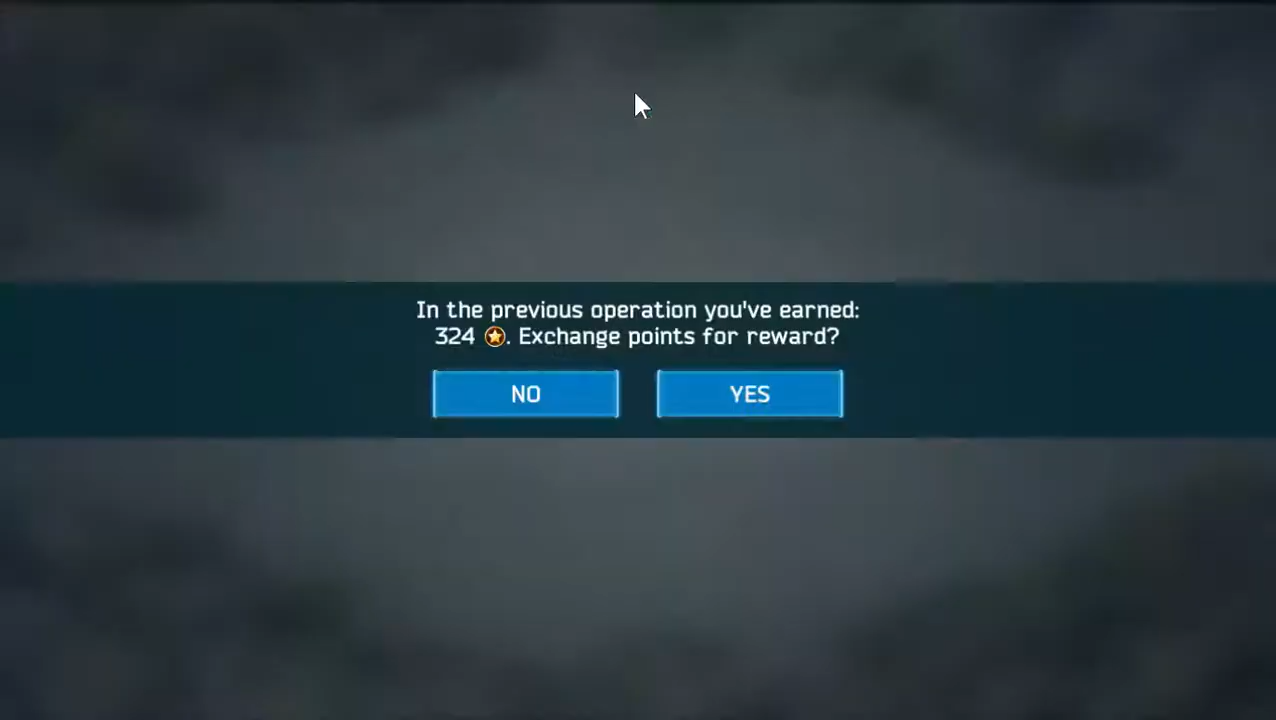 In the previous operation you've earned:
324 . Exchange points for reward?
NO
YES